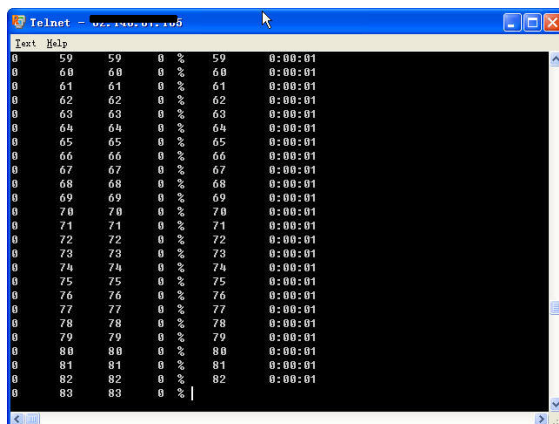 Telnet -
Text Help
0 59 59 0 % 59 0:00:01
0 60 60 0 % 60 0:00:01
0 61 61 0 % 61 0:00:01
0 62 62 0 % 62 0:00:01
0 63 63 0 % 63 0:00:01
0 64 64 0 % 64 0:00:01
0 65 65 0 % 65 0:00:01
0 66 66 0 % 66 0:00:01
0 67 67 0 % 67 0:00:01
0 68 68 0 % 68 0:00:01
0 69 69 0 % 69 0:00:01
0 70 70 0 % 70 0:00:01
0 71 71 0 % 71 0:00:01
0 72 72 0 % 72 0:00:01
0 73 73 0 % 73 0:00:01
0 74 74 0 % 74 0:00:01
0 75 75 0 % 75 0:00:01
0 76 76 0 % 76 0:00:01
0 77 77 0 % 77 0:00:01
0 78 78 0 % 78 0:00:01
0 79 79 0 % 79 0:00:01
0 80 80 0 % 80 0:00:01
0 81 81 0 % 81 0:00:01
0 82 82 0 % 82 0:00:01
0 83 83 0 %